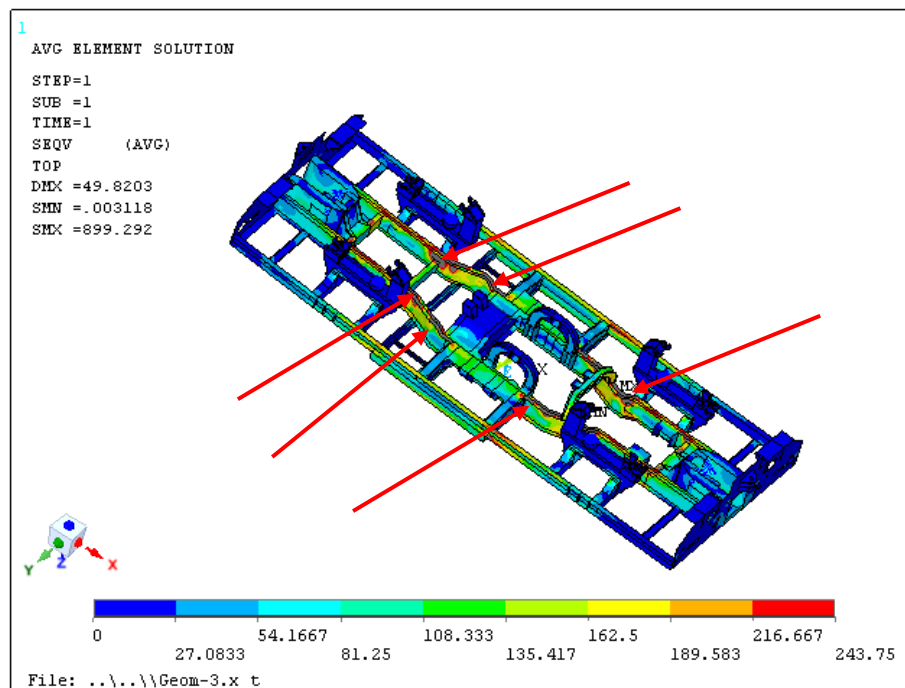 1
AVG ELEMENT SOLUTION
STEP=1
SUB =1
TIME=1
SEQV (AVG)
TOP
DMX =49.8203
SMN =.003118
SMX =899.292
X
MX
MN
Y
Z
X
0 54.1667 108.333 162.5 216.667
27.0833 81.25 135.417 189.583 243.75
File: ..\..\\Geom-3.x t